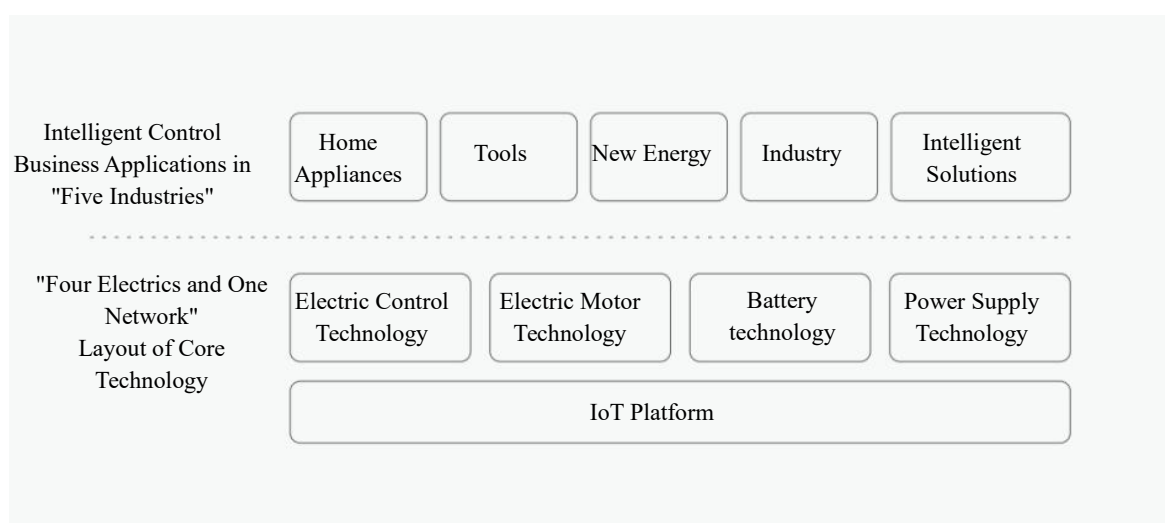 Intelligent Control
Business Applications in
"Five Industries"
Home
Appliances
Tools
New Energy
Industry
Intelligent
Solutions
"Four Electrics and One
Network"
Layout of Core
Technology
Electric Control
Technology
Electric Motor
Technology
Battery
technology
Power Supply
Technology
IoT Platform